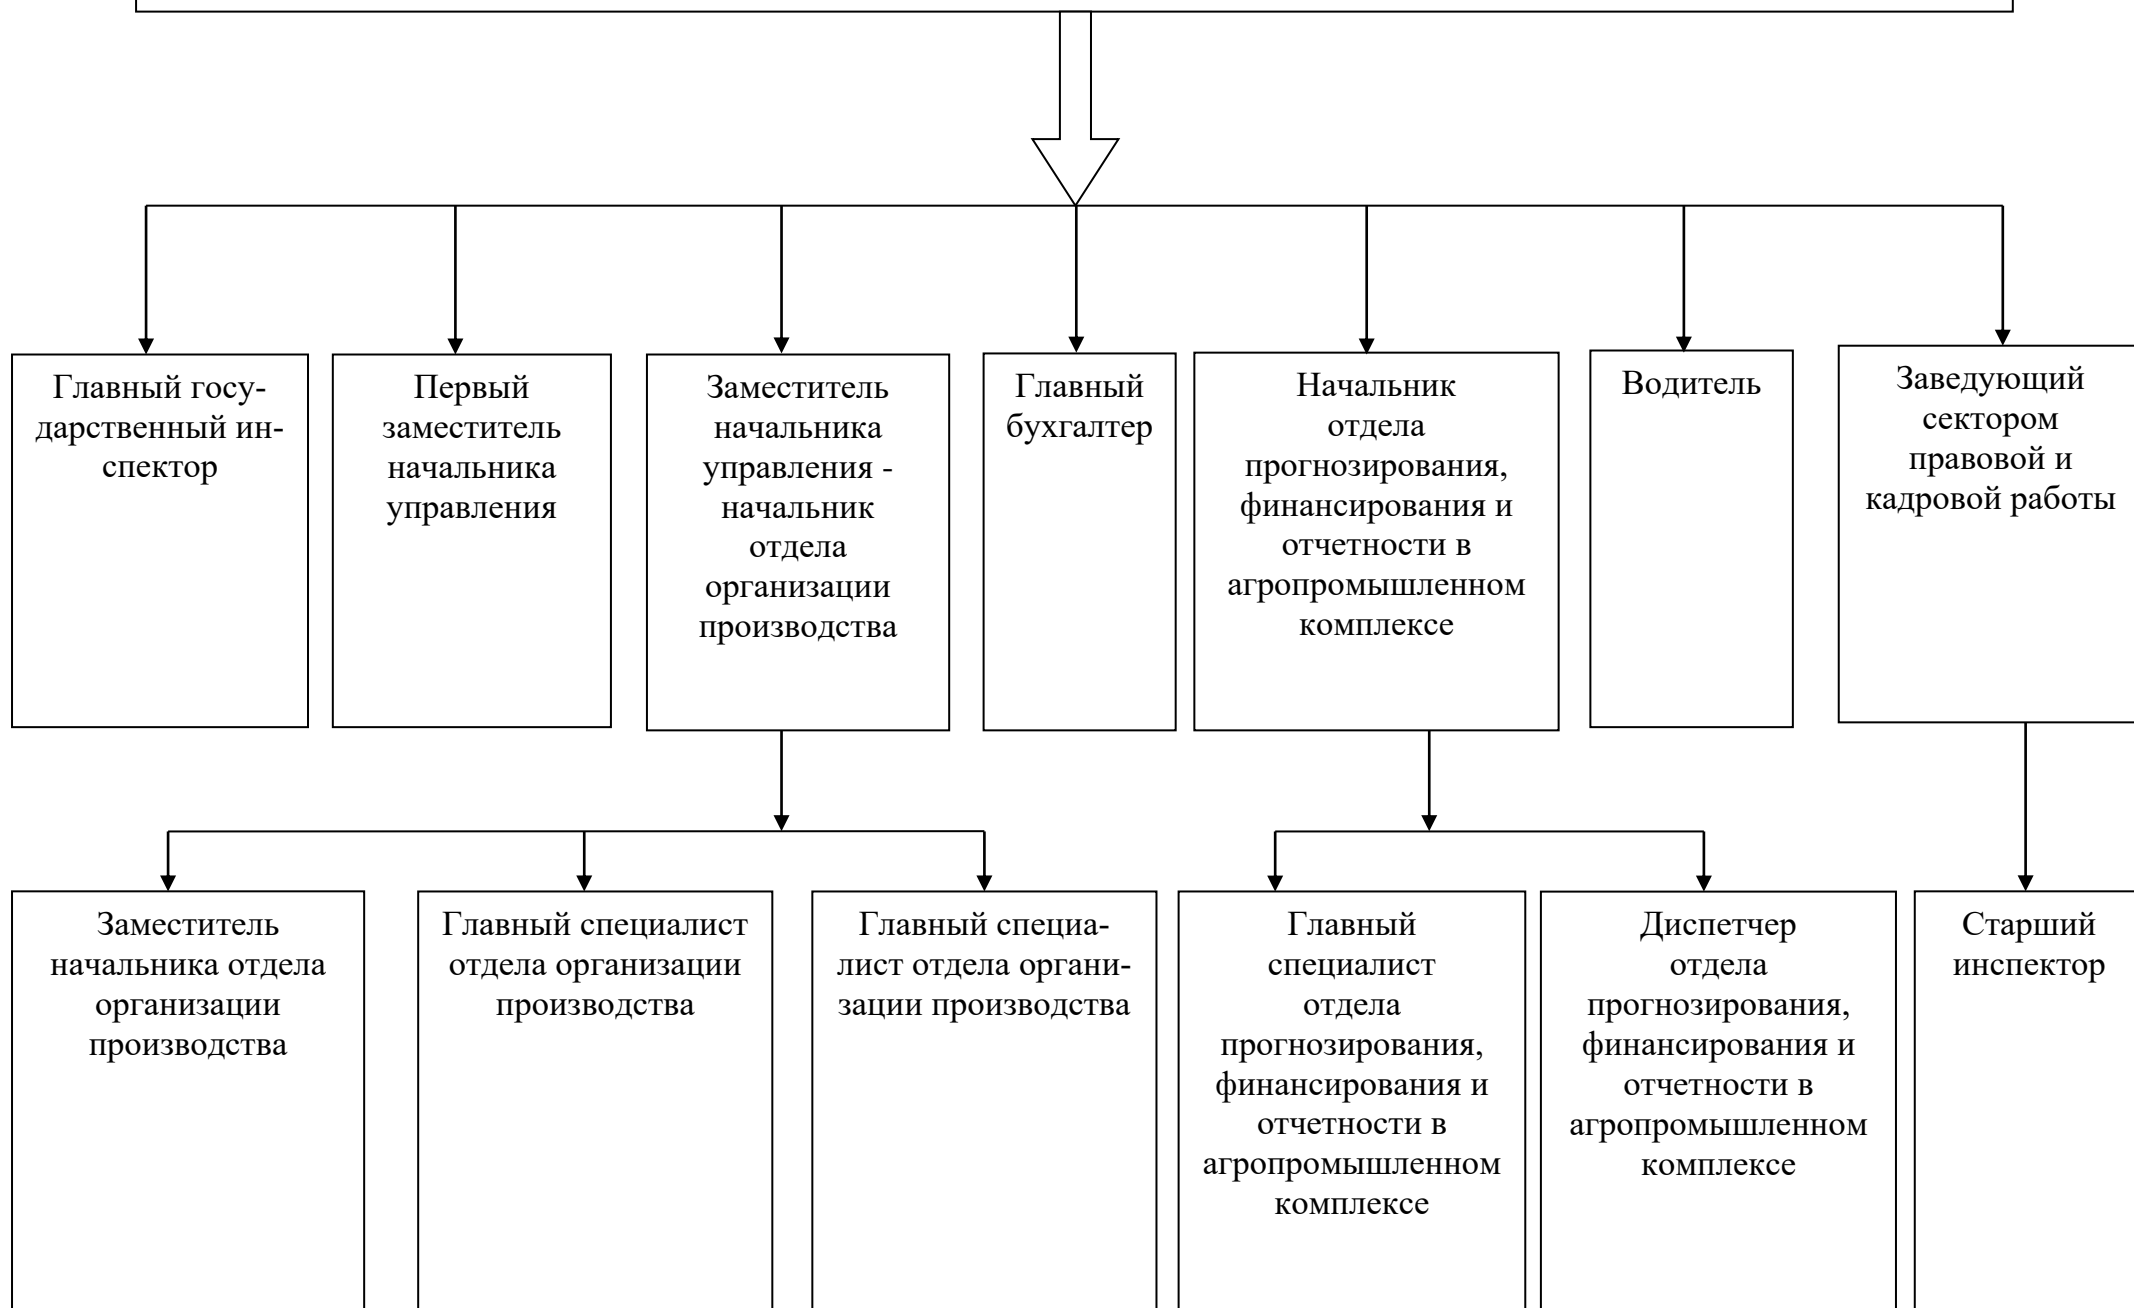 Главный госу-
дарственный ин-
спектор
Первый
заместитель
начальника
управления
Заместитель
начальника
управления -
начальник
отдела
организации
производства
Главный
бухгалтер
Начальник
отдела
прогнозирования,
финансирования и
отчетности в
агропромышленном
комплексе
Водитель
Заведующий
сектором
правовой и
кадровой работы
Заместитель
начальника отдела
организации
производства
Главный специалист
отдела организации
производства
Главный специа-
лист отдела органи-
зации производства
Главный
специалист
отдела
прогнозирования,
финансирования и
отчетности в
агропромышленном
комплексе
Диспетчер
отдела
прогнозирования,
финансирования и
отчетности в
агропромышленном
комплексе
Старший
инспектор